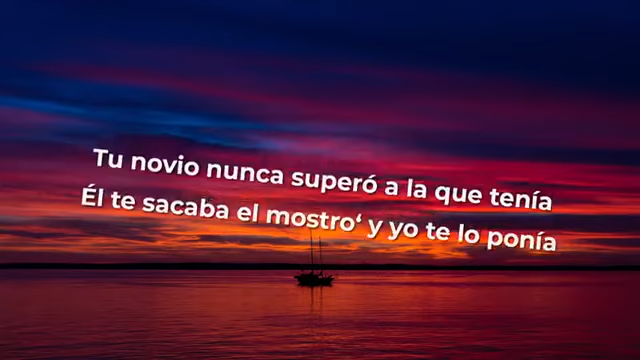 Tu novio nunca superó a la que tenía
Él te sacaba el mostro‘ y yo te lo ponía